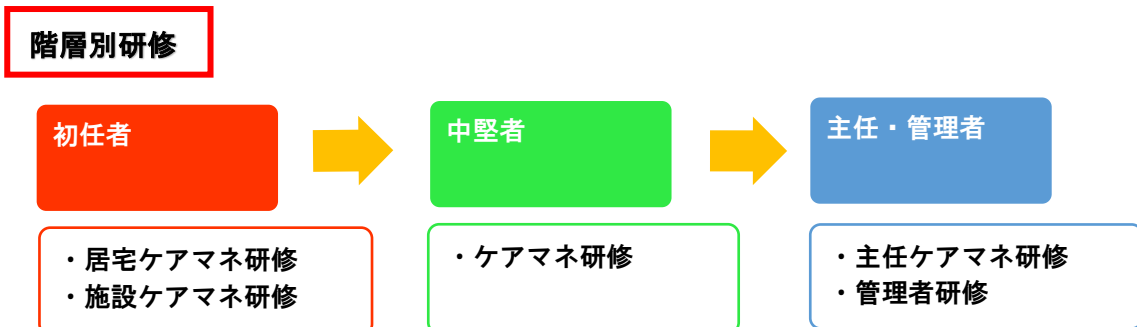 階層別研修
初任者
中堅者
主任・管理者
・居宅ケアマネ研修
・施設ケアマネ研修
・ケアマネ研修
・主任ケアマネ研修
・管理者研修